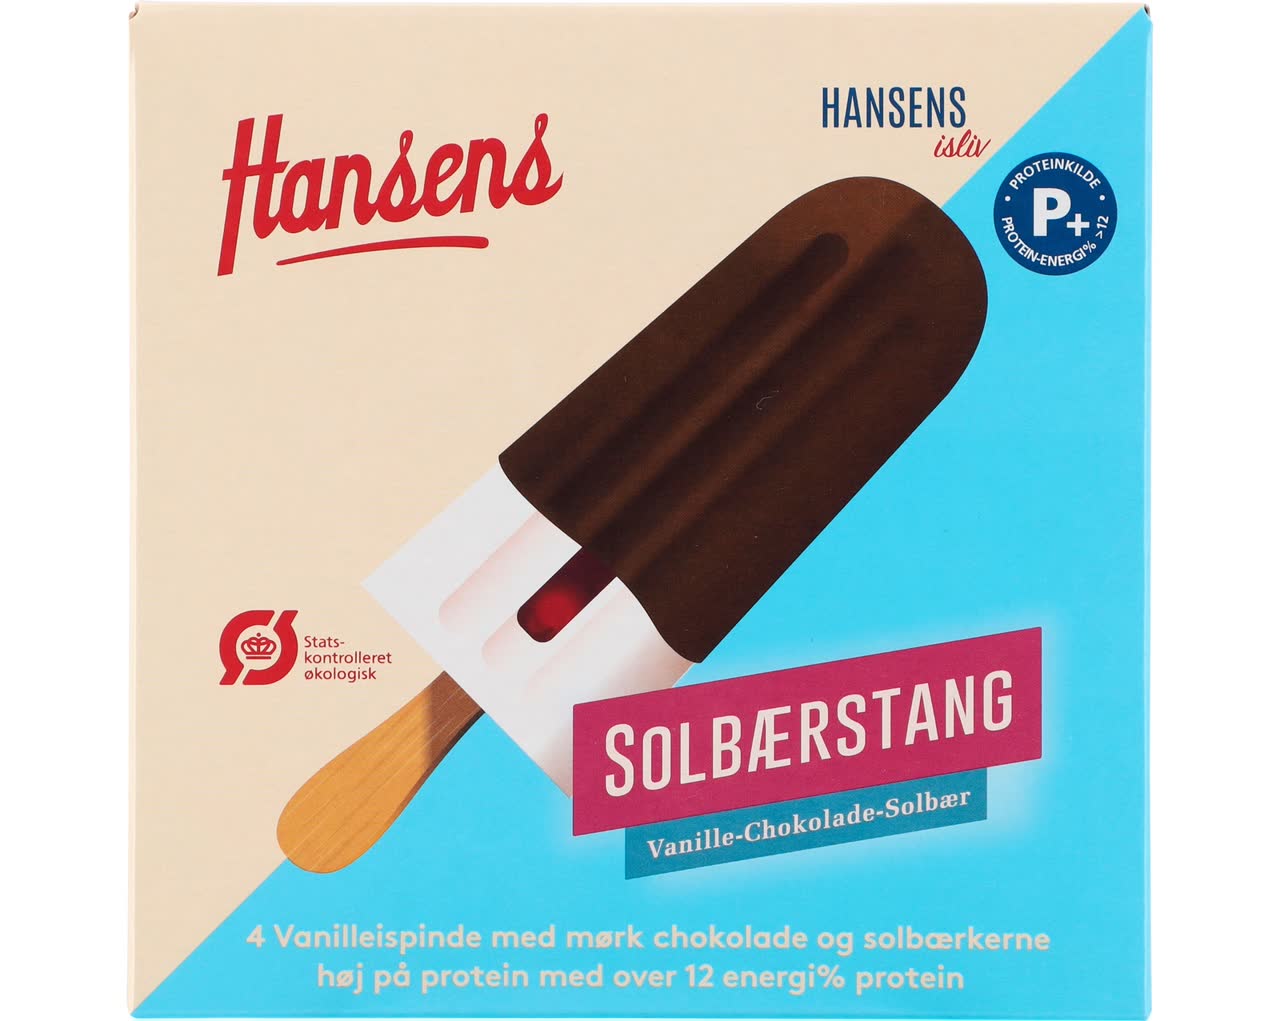 Hansens
HANSENS
isliv
PROTEINKILDE
P+
PROTEIN-ENERGI% >12
Stats-
kontrolleret
økologisk
SOLBÆRSTANG
Vanille-Chokolade-Solbær
4 Vanilleispinde med mørk chokolade og solbærkerne
høj på protein med over 12 energi% protein